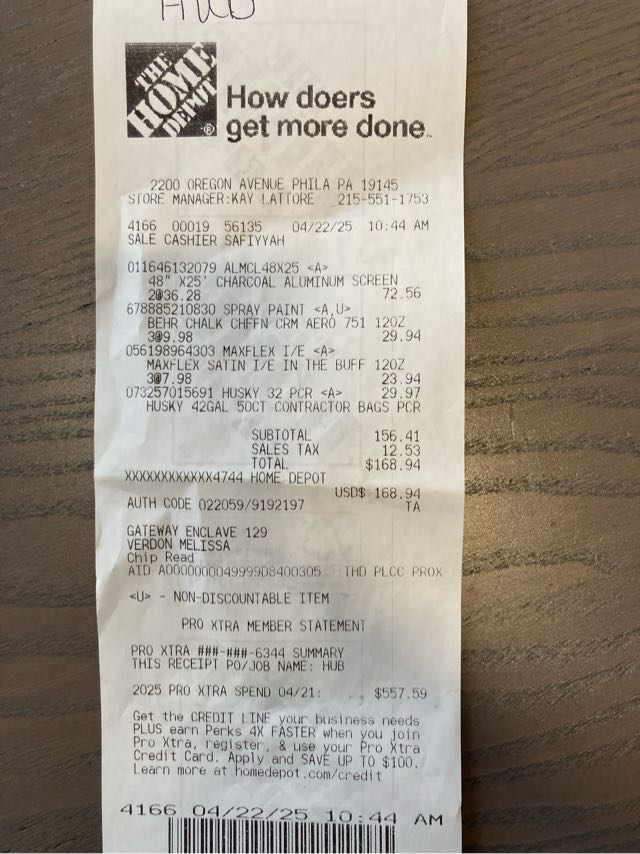 HUB
THE
HOME
DEPOT
®
How doers
get more done™
2200 OREGON AVENUE PHILA PA 19145
STORE MANAGER:KAY LATTORE 215-551-1753
4166 00019 56135 04/22/25 10:44 AM
SALE CASHIER SAFIYYAH
011646132079 ALMCL48X25 <A>
48" X25' CHARCOAL ALUMINUM SCREEN
2@36.28 72.56
678885210830 SPRAY PAINT <A,U>
BEHR CHALK CHFFN CRM AERO 751 12OZ
3@9.98 29.94
056198964303 MAXFLEX I/E <A>
MAXFLEX SATIN I/E IN THE BUFF 12OZ
3@7.98 23.94
073257015691 HUSKY 32 PCR <A> 29.97
HUSKY 42GAL 50CT CONTRACTOR BAGS PCR
SUBTOTAL 156.41
SALES TAX 12.53
TOTAL $168.94
XXXXXXXXXXXX4744 HOME DEPOT
USD$ 168.94
AUTH CODE 022059/9192197 TA
GATEWAY ENCLAVE 129
VERDON MELISSA
Chip Read
AID A0000000049999D8400305 THD PLCC PROX
<U> - NON-DISCOUNTABLE ITEM
PRO XTRA MEMBER STATEMENT
PRO XTRA ###-###-6344 SUMMARY
THIS RECEIPT PO/JOB NAME: HUB
2025 PRO XTRA SPEND 04/21: $557.59
Get the CREDIT LINE your business needs
PLUS earn Perks 4X FASTER when you join
Pro Xtra, register, & use your Pro Xtra
Credit Card. Apply and SAVE UP TO $100.
Learn more at homedepot.com/credit
4166 04/22/25 10:44 AM